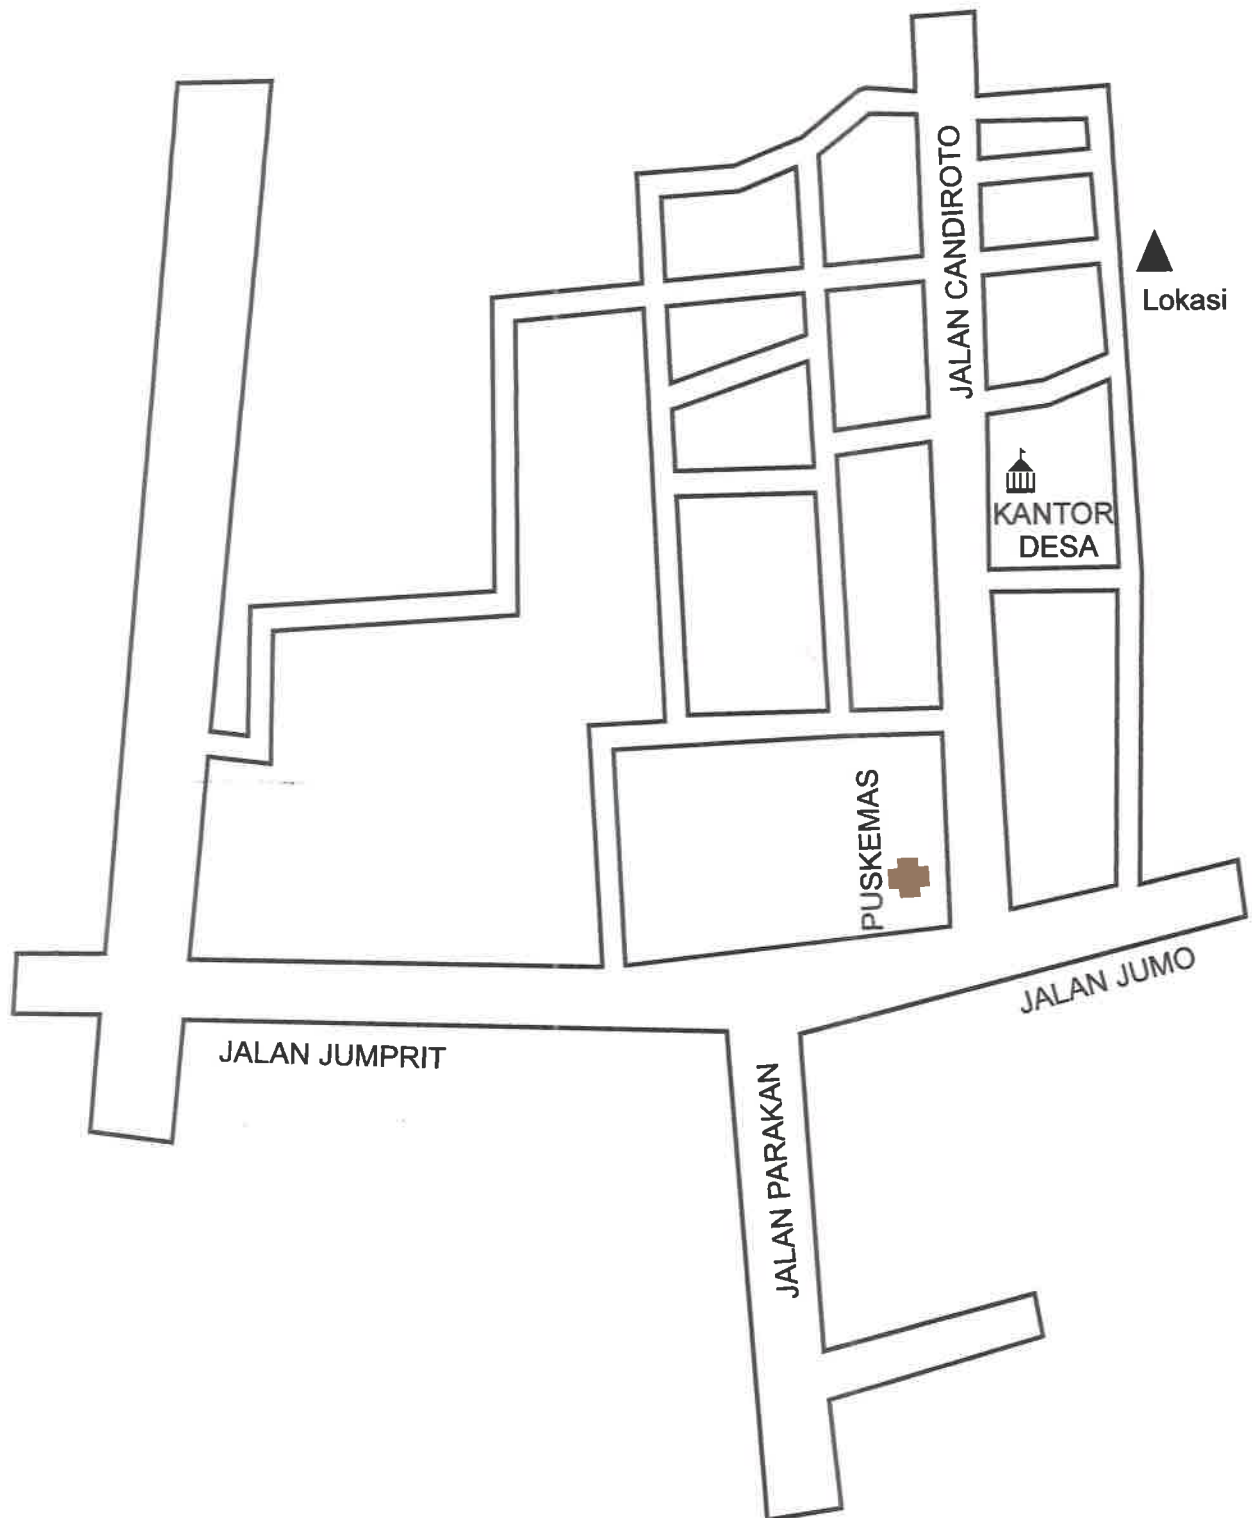 JALAN CANDIROTO
Lokasi
KANTOR
DESA
PUSKEMAS
JALAN JUMO
JALAN JUMPRIT
JALAN PARAKAN